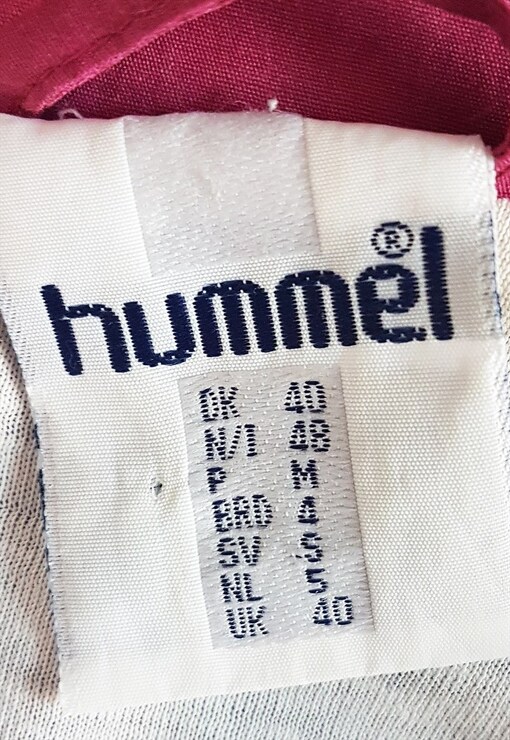 hummel®
DK 40
N/I 48
P M
BRD 4
SV S
NL 5
UK 40